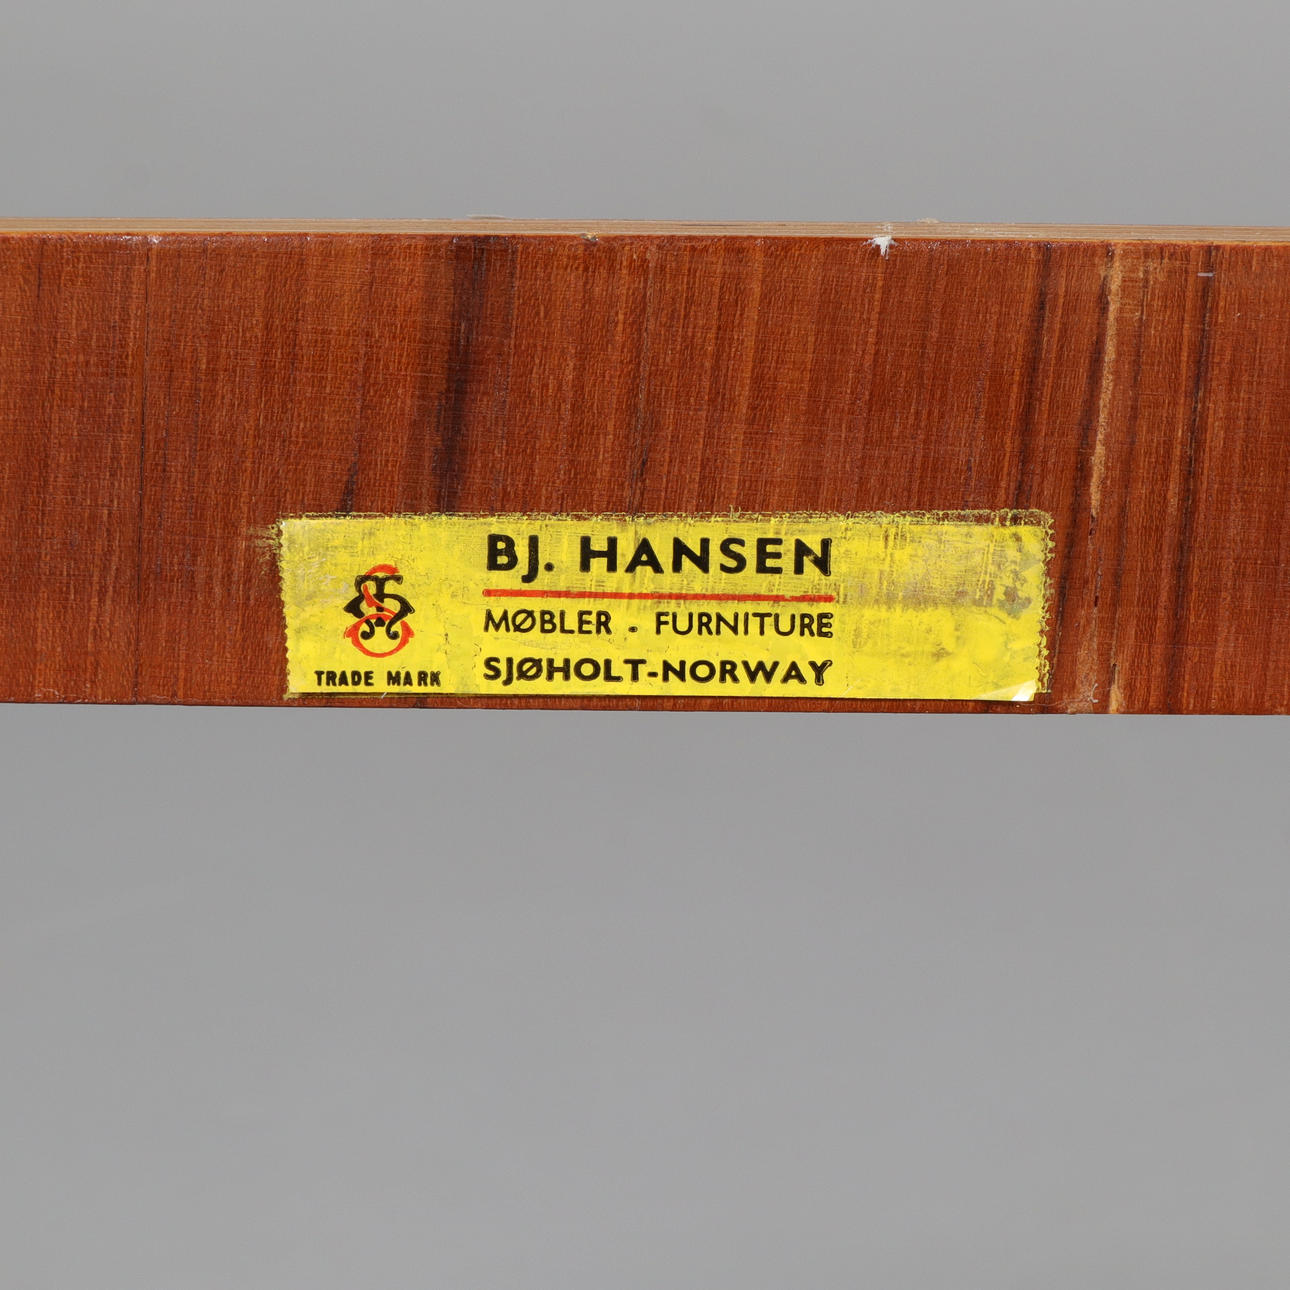 BJ. HANSEN
MØBLER . FURNITURE
SJØHOLT-NORWAY
TRADE MARK